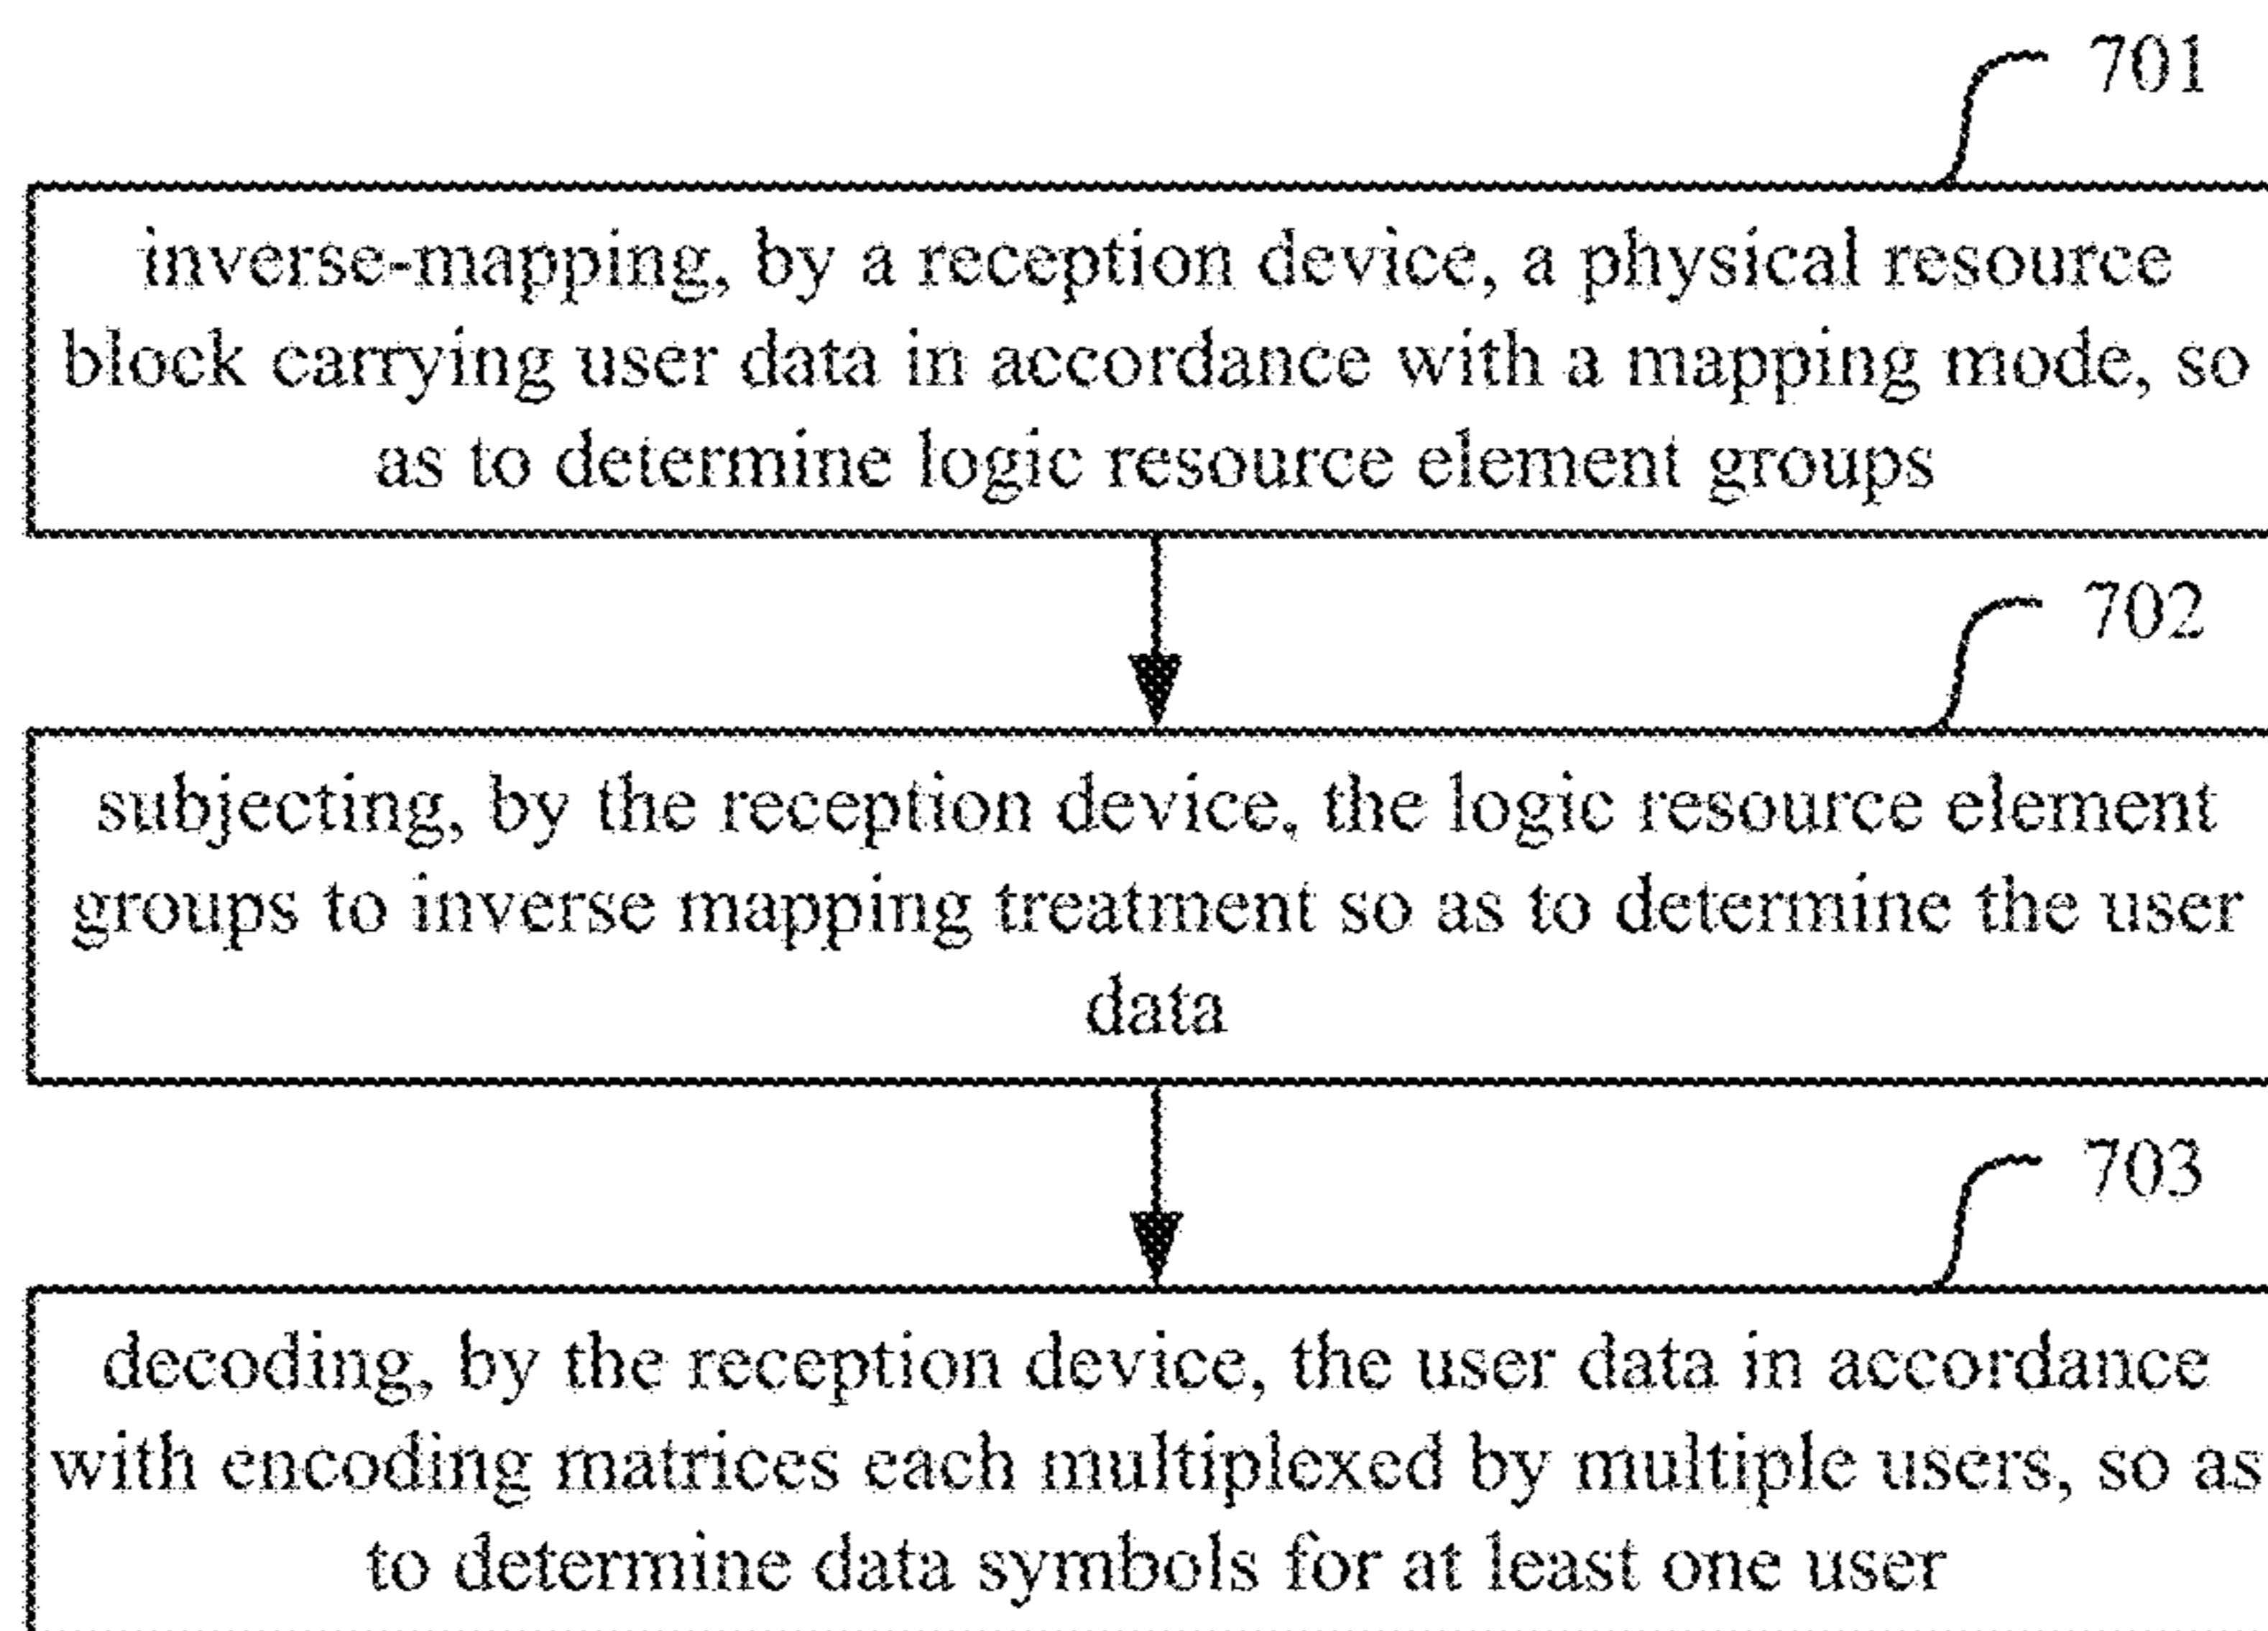 701
inverse-mapping, by a reception device, a physical resource
block carrying user data in accordance with a mapping mode, so
as to determine logic resource element groups
702
subjecting, by the reception device, the logic resource element
groups to inverse mapping treatment so as to determine the user
data
703
decoding, by the reception device, the user data in accordance
with encoding matrices each multiplexed by multiple users, so as
to determine data symbols for at least one user